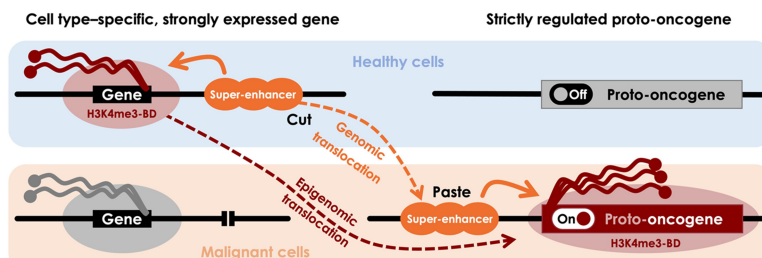 Cell type–specific, strongly expressed gene
Strictly regulated proto-oncogene
Healthy cells
Gene
H3K4me3-BD
Super-enhancer
Cut
Off
Proto-oncogene
Genomic
translocation
Epigenomic
translocation
Paste
Gene
Super-enhancer
On
Proto-oncogene
H3K4me3-BD
Malignant cells